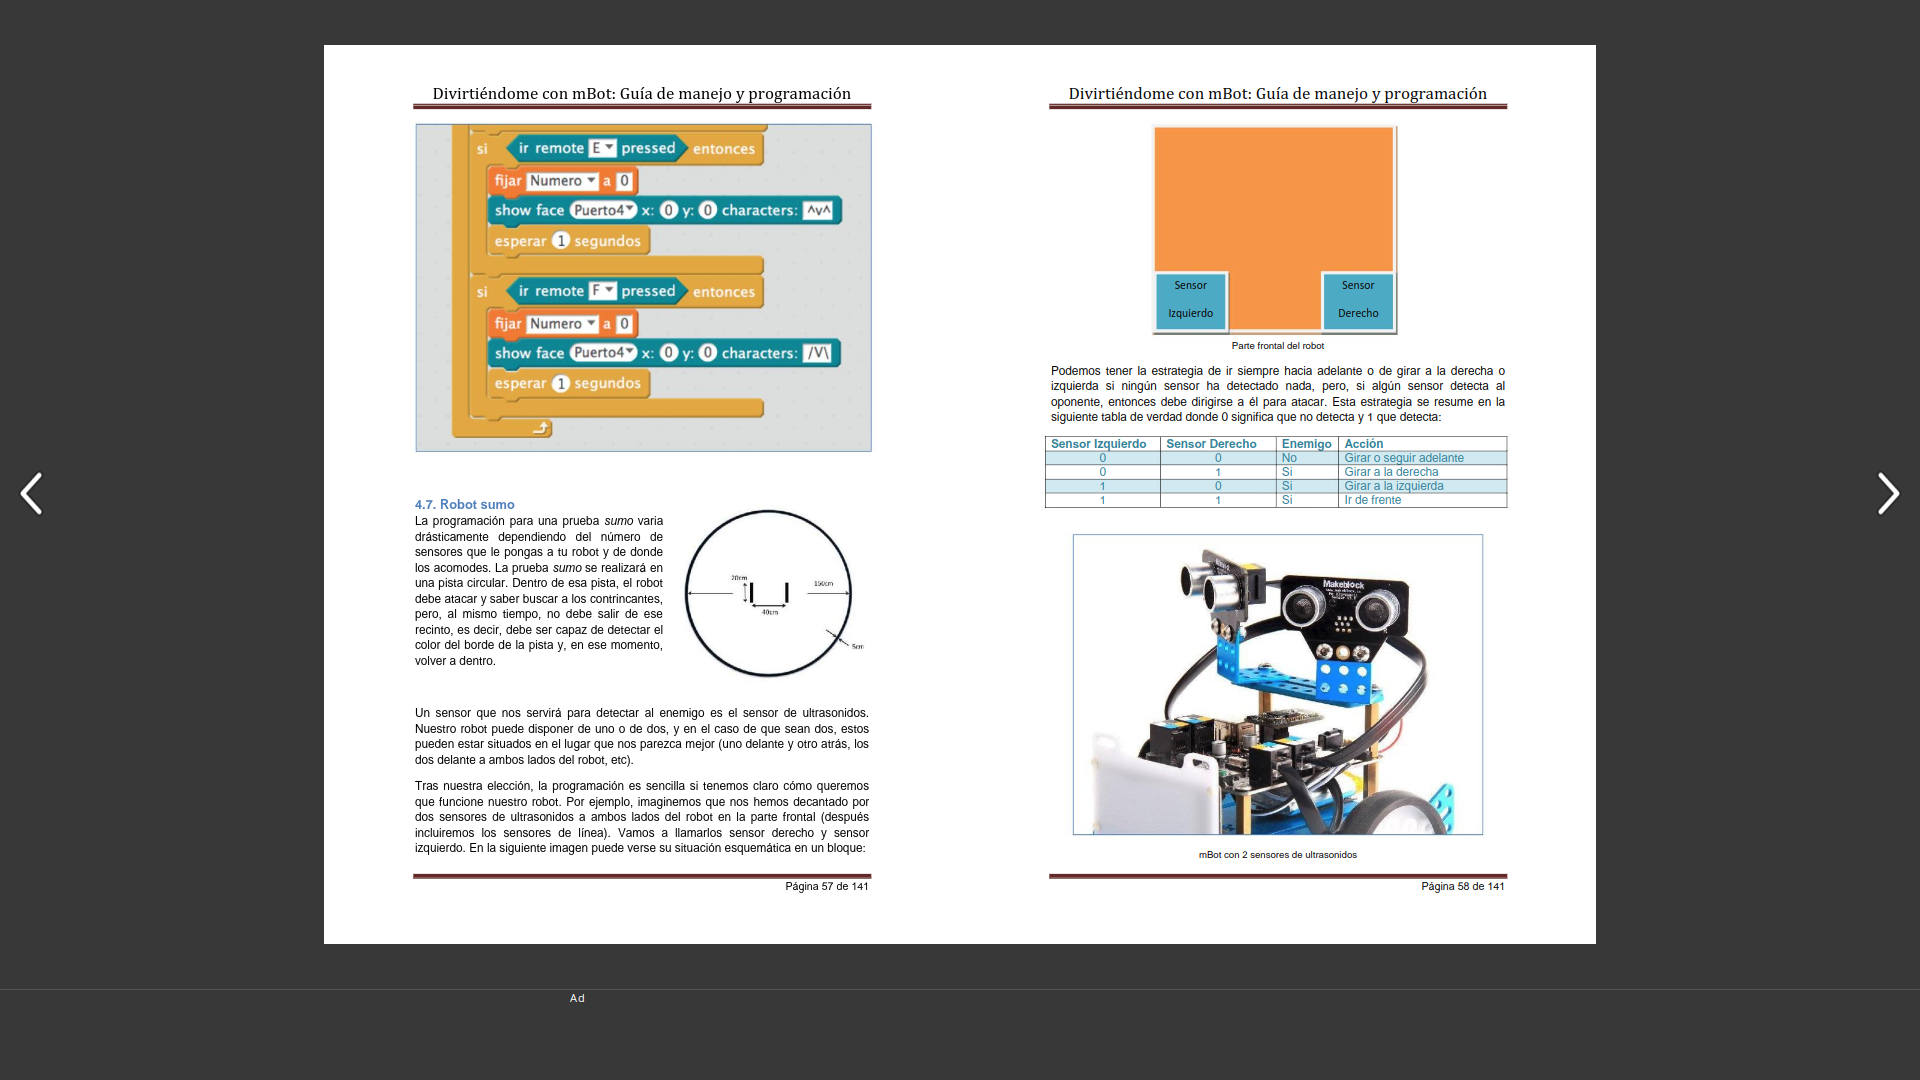 Divirtiéndome con mBot: Guía de manejo y programación
si ir remote E pressed entonces
fijar Numero a 0
show face Puerto4 x: 0 y: 0 characters: ^v^
esperar 1 segundos
si ir remote F pressed entonces
fijar Numero a 0
show face Puerto4 x: 0 y: 0 characters: /V\
esperar 1 segundos
4.7. Robot sumo
La programación para una prueba sumo varia
drásticamente dependiendo del número de
sensores que le pongas a tu robot y de donde
los acomodes. La prueba sumo se realizará en
una pista circular. Dentro de esa pista, el robot
debe atacar y saber buscar a los contrincantes,
pero, al mismo tiempo, no debe salir de ese
recinto, es decir, debe ser capaz de detectar el
color del borde de la pista y, en ese momento,
volver a dentro.
20cm
150cm
40cm
5cm
Un sensor que nos servirá para detectar al enemigo es el sensor de ultrasonidos.
Nuestro robot puede disponer de uno o de dos, y en el caso de que sean dos, estos
pueden estar situados en el lugar que nos parezca mejor (uno delante y otro atrás, los
dos delante a ambos lados del robot, etc).
Tras nuestra elección, la programación es sencilla si tenemos claro cómo queremos
que funcione nuestro robot. Por ejemplo, imaginemos que nos hemos decantado por
dos sensores de ultrasonidos a ambos lados del robot en la parte frontal (después
incluiremos los sensores de línea). Vamos a llamarlos sensor derecho y sensor
izquierdo. En la siguiente imagen puede verse su situación esquemática en un bloque:
Página 57 de 141
Divirtiéndome con mBot: Guía de manejo y programación
Sensor
Izquierdo
Sensor
Derecho
Parte frontal del robot
Podemos tener la estrategia de ir siempre hacia adelante o de girar a la derecha o
izquierda si ningún sensor ha detectado nada, pero, si algún sensor detecta al
oponente, entonces debe dirigirse a él para atacar. Esta estrategia se resume en la
siguiente tabla de verdad donde 0 significa que no detecta y 1 que detecta:
Sensor Izquierdo Sensor Derecho Enemigo Acción
0 0 No Girar o seguir adelante
0 1 Si Girar a la derecha
1 0 Si Girar a la izquierda
1 1 Si Ir de frente
Makeblock
mBot con 2 sensores de ultrasonidos
Página 58 de 141
Ad